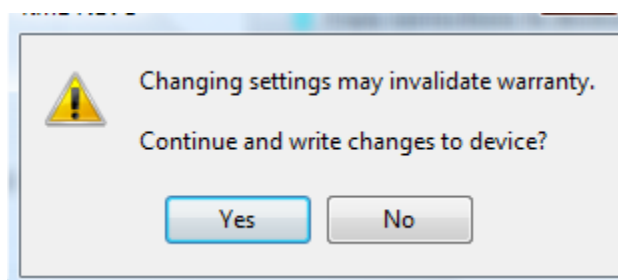 Changing settings may invalidate warranty.
Continue and write changes to device?
Yes
No